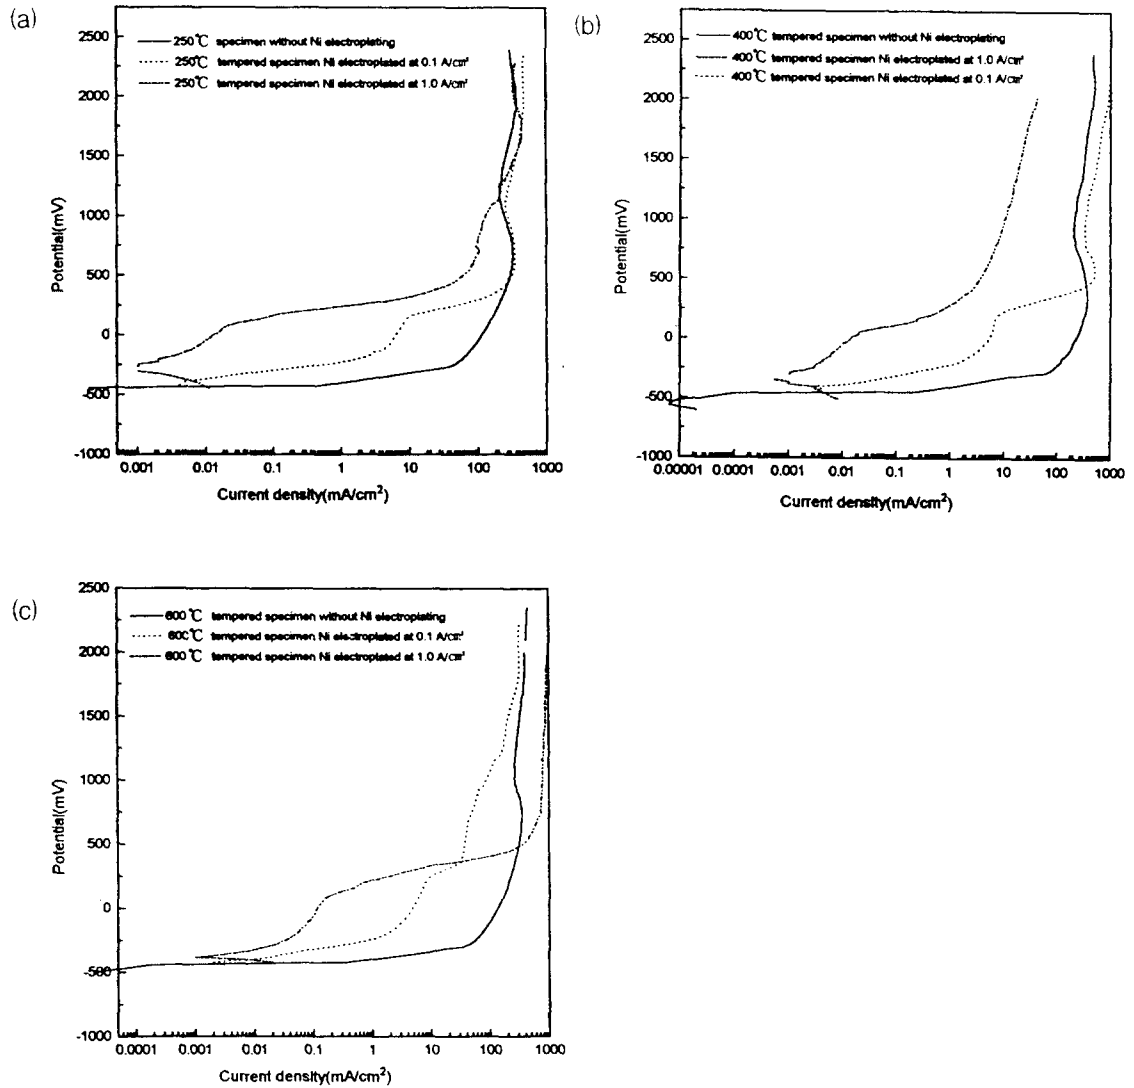 (a)
2500
2000
1500
1000
500
0
-500
-1000
Potential(mV)
250℃ specimen without Ni electroplating
250℃ tempered specimen Ni electroplated at 0.1 A/cm²
250℃ tempered specimen Ni electroplated at 1.0 A/cm²
0.001 0.01 0.1 1 10 100 1000
Current density(mA/cm²)
(b)
2500
2000
1500
1000
500
0
-500
-1000
Potential(mV)
400℃ tempered specimen without Ni electroplating
400℃ tempered specimen Ni electroplated at 1.0 A/cm²
400℃ tempered specimen Ni electroplated at 0.1 A/cm²
0.00001 0.0001 0.001 0.01 0.1 1 10 100 1000
Current density(mA/cm²)
(c)
2500
2000
1500
1000
500
0
-500
-1000
Potential(mV)
600℃ tempered specimen without Ni electroplating
600℃ tempered specimen Ni electroplated at 0.1 A/cm²
600℃ tempered specimen Ni electroplated at 1.0 A/cm²
0.0001 0.001 0.01 0.1 1 10 100 1000
Current density(mA/cm²)